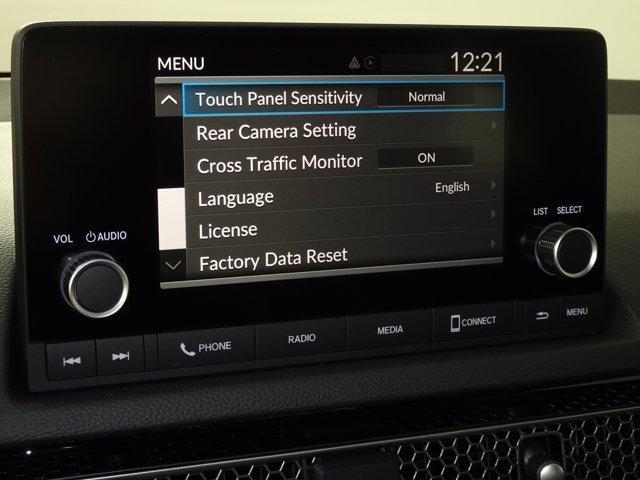 MENU 12:21
Touch Panel Sensitivity Normal
Rear Camera Setting
Cross Traffic Monitor ON
Language English
License
Factory Data Reset
VOL AUDIO
LIST SELECT
PHONE RADIO MEDIA CONNECT MENU